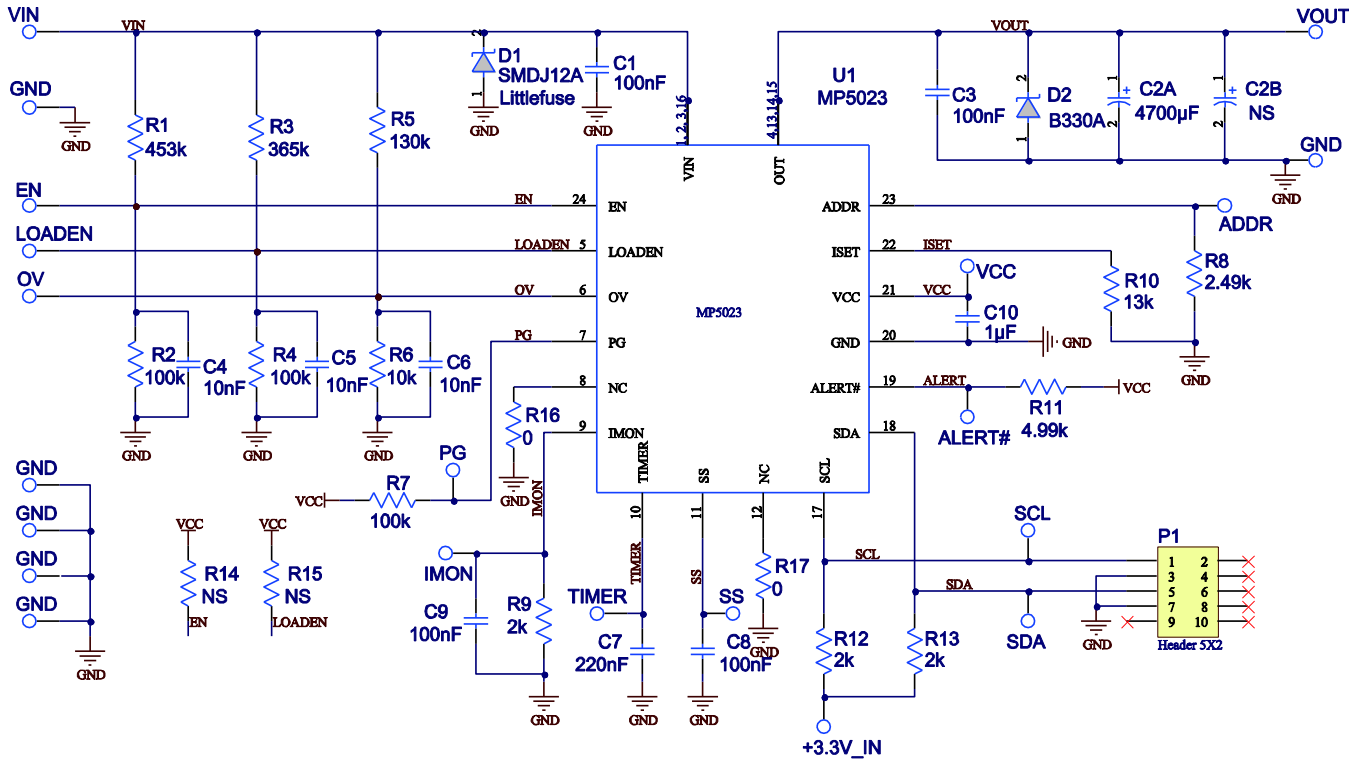 VIN
VIN
VOUT
VOUT
GND
GND
2
D1
SMDJ12A
Littlefuse
1
GND
C1
100nF
GND
1, 2, 3,16
4,13,14,15
U1
MP5023
C3
100nF
2
D2
B330A
1
1
+
C2A
4700µF
2
1
+
C2B
NS
2
GND
GND
R1
453k
R3
365k
R5
130k
VIN
OUT
EN
EN
24
EN
LOADEN
LOADEN
5
LOADEN
OV
OV
6
OV
PG
7
PG
8
NC
9
IMON
MP5023
ADDR
23
ADDR
ISET
22
ISET
VCC
21
VCC
VCC
GND
20
GND
ALERT#
19
ALERT
SDA
18
C10
1µF
R10
13k
R8
2.49k
GND
R11
4.99k
VCC
ALERT#
R2
100k
C4
10nF
GND
R4
100k
C5
10nF
GND
R6
10k
C6
10nF
GND
R16
0
GND
TIMER
SS
NC
SCL
10
11
12
17
GND
GND
GND
GND
GND
PG
VCC
R7
100k
IMON
VCC
R14
NS
EN
VCC
R15
NS
LOADEN
IMON
C9
100nF
R9
2k
GND
TIMER
TIMER
C7
220nF
GND
SS
SS
C8
100nF
GND
R17
0
GND
SCL
SCL
SDA
SDA
R12
2k
R13
2k
+3.3V_IN
P1
1 2
3 4
5 6
7 8
9 10
Header 5X2
GND